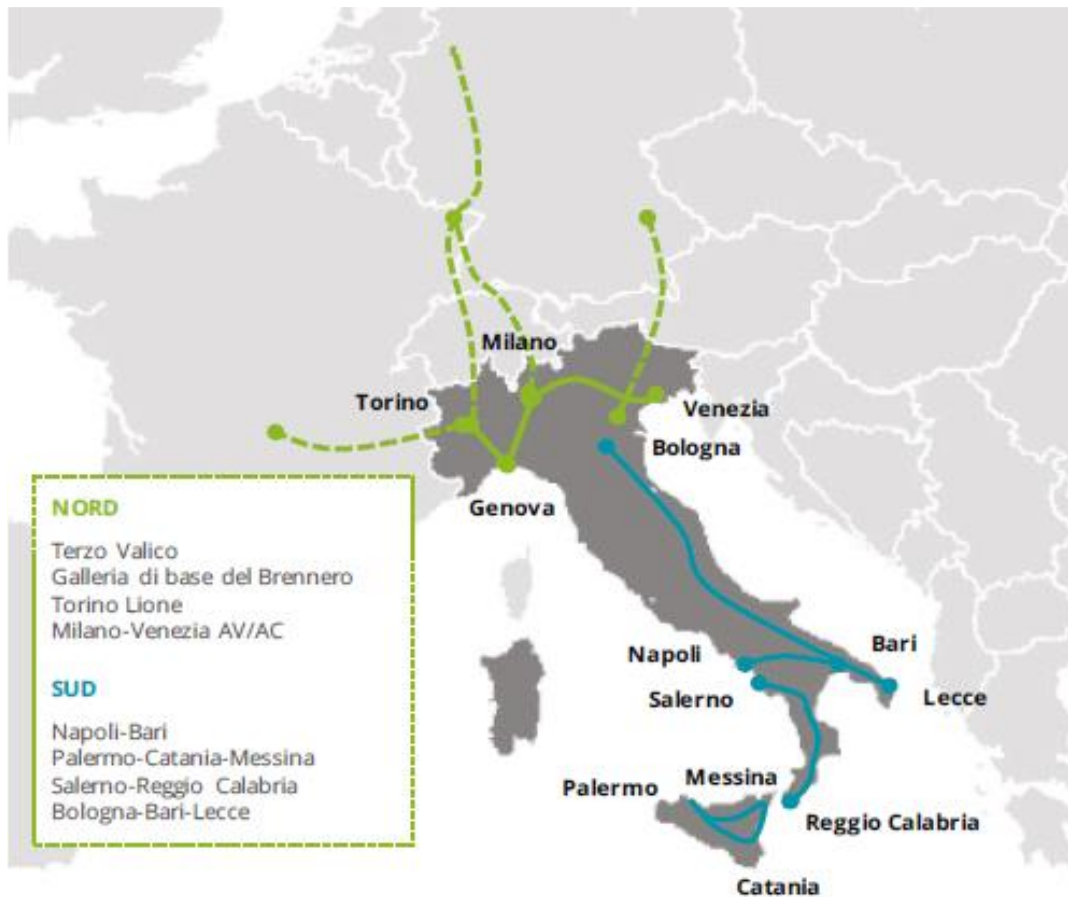 Milano
Torino
Venezia
Bologna
Genova
NORD
Terzo Valico
Galleria di base del Brennero
Torino Lione
Milano-Venezia AV/AC
SUD
Napoli-Bari
Palermo-Catania-Messina
Salerno-Reggio Calabria
Bologna-Bari-Lecce
Bari
Napoli
Salerno
Lecce
Messina
Palermo
Reggio Calabria
Catania